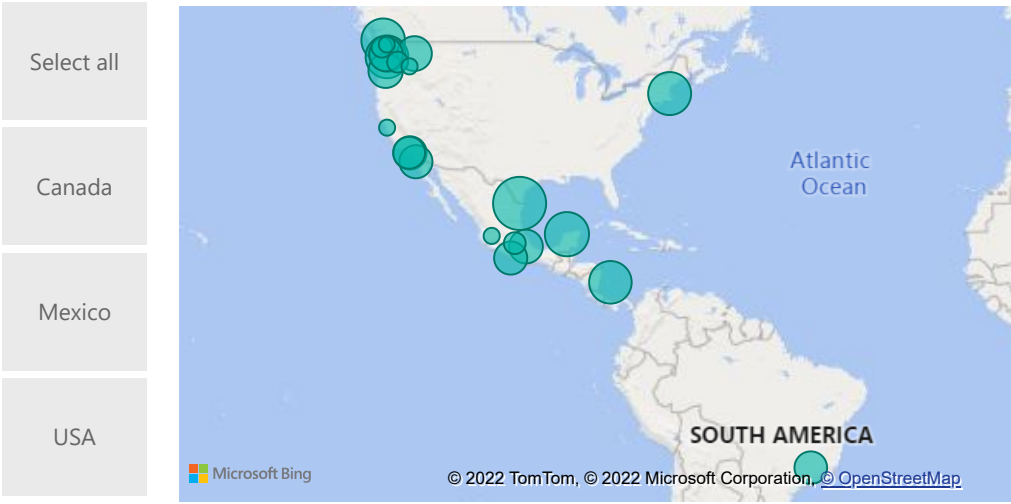 Select all
Canada
Mexico
USA
Atlantic
Ocean
SOUTH AMERICA
Microsoft Bing
© 2022 TomTom, © 2022 Microsoft Corporation, © OpenStreetMap